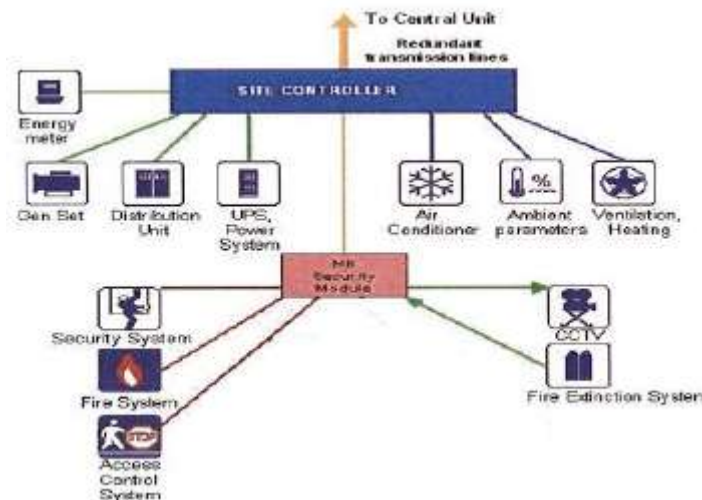 To Central Unit
Redundant
transmission lines
SITE CONTROLLER
Energy
meter
Gen Set
Distribution
Unit
UPS,
Power
System
Air
Conditioner
%
Ambient
parameters
Ventilation,
Heating
Security
Module
Security System
CCTV
Fire System
Fire Extinction System
STOP
Access
Control
System